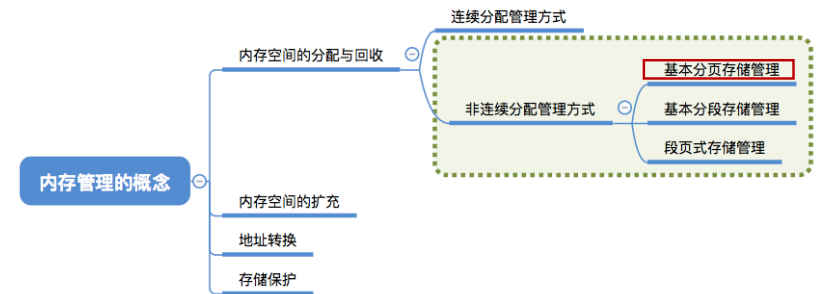 连续分配管理方式
内存空间的分配与回收
基本分页存储管理
非连续分配管理方式
基本分段存储管理
段页式存储管理
内存管理的概念
内存空间的扩充
地址转换
存储保护